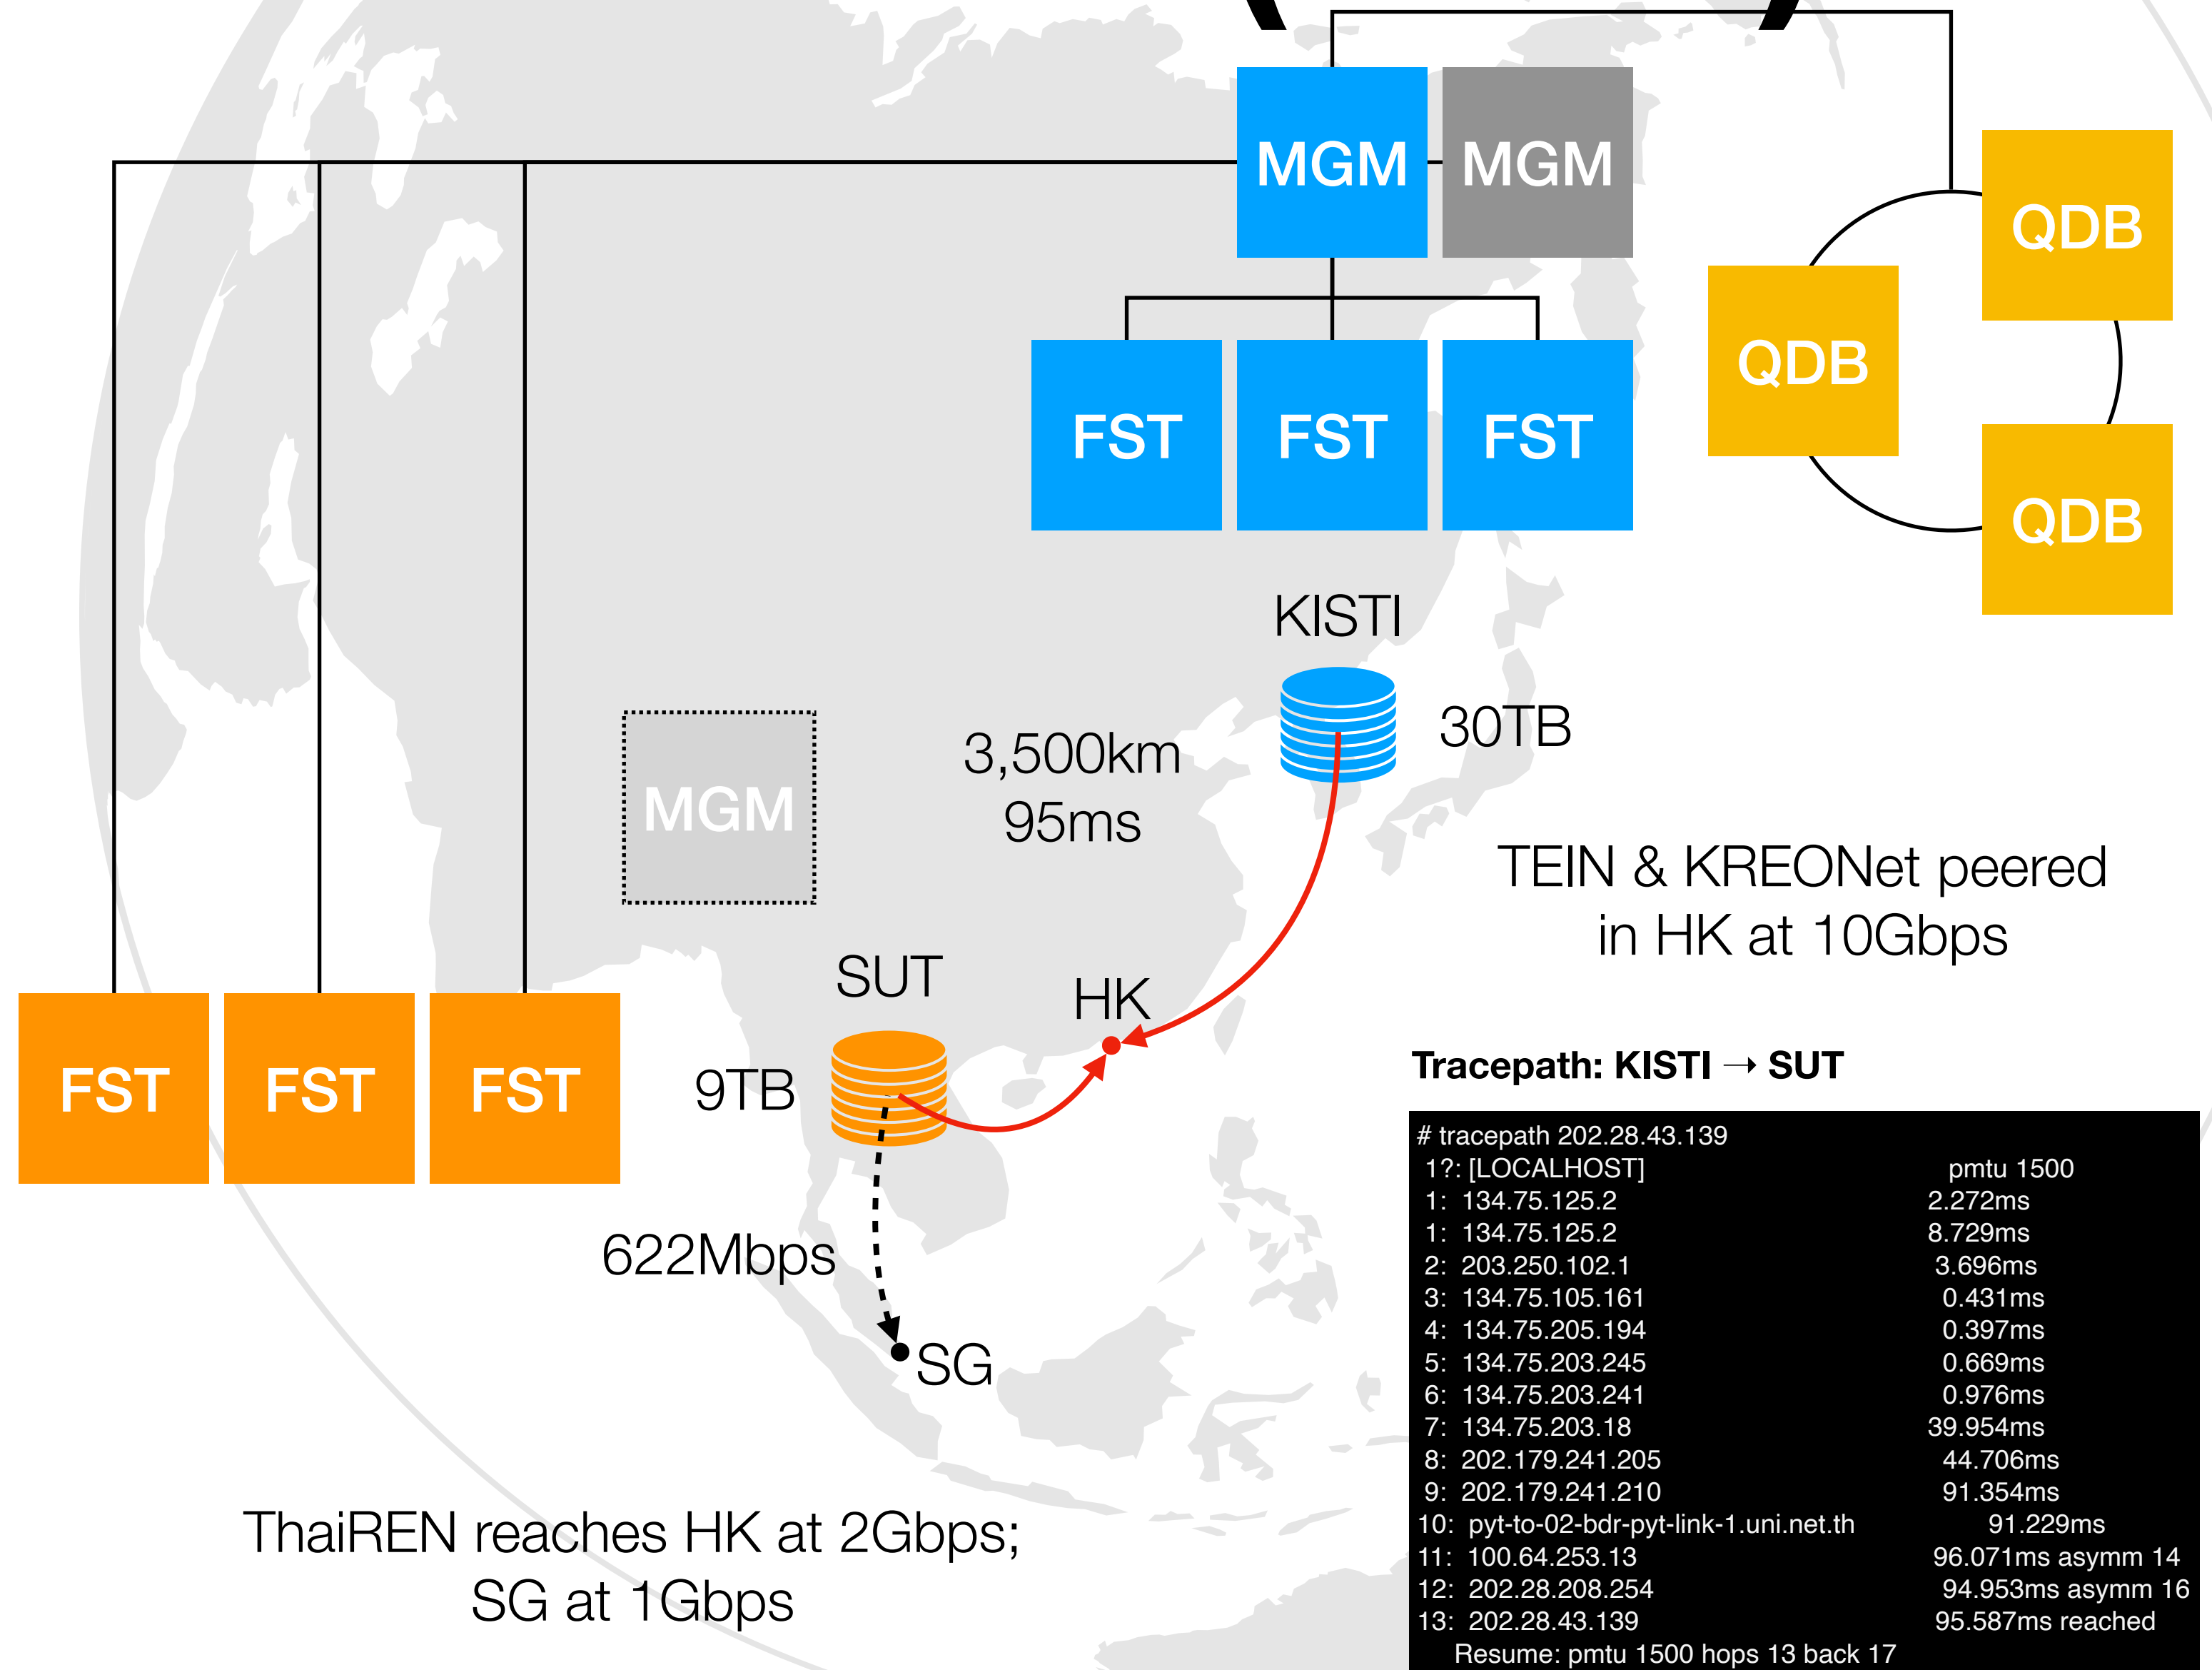 MGM
MGM
QDB
QDB
QDB
FST
FST
FST
KISTI
30TB
3,500km
95ms
MGM
TEIN & KREONet peered
in HK at 10Gbps
SUT
HK
9TB
FST
FST
FST
622Mbps
SG
ThaiREN reaches HK at 2Gbps;
SG at 1Gbps
Tracepath: KISTI → SUT
# tracepath 202.28.43.139
1?: [LOCALHOST] pmtu 1500
1: 134.75.125.2 2.272ms
1: 134.75.125.2 8.729ms
2: 203.250.102.1 3.696ms
3: 134.75.105.161 0.431ms
4: 134.75.205.194 0.397ms
5: 134.75.203.245 0.669ms
6: 134.75.203.241 0.976ms
7: 134.75.203.18 39.954ms
8: 202.179.241.205 44.706ms
9: 202.179.241.210 91.354ms
10: pyt-to-02-bdr-pyt-link-1.uni.net.th 91.229ms
11: 100.64.253.13 96.071ms asymm 14
12: 202.28.208.254 94.953ms asymm 16
13: 202.28.43.139 95.587ms reached
Resume: pmtu 1500 hops 13 back 17